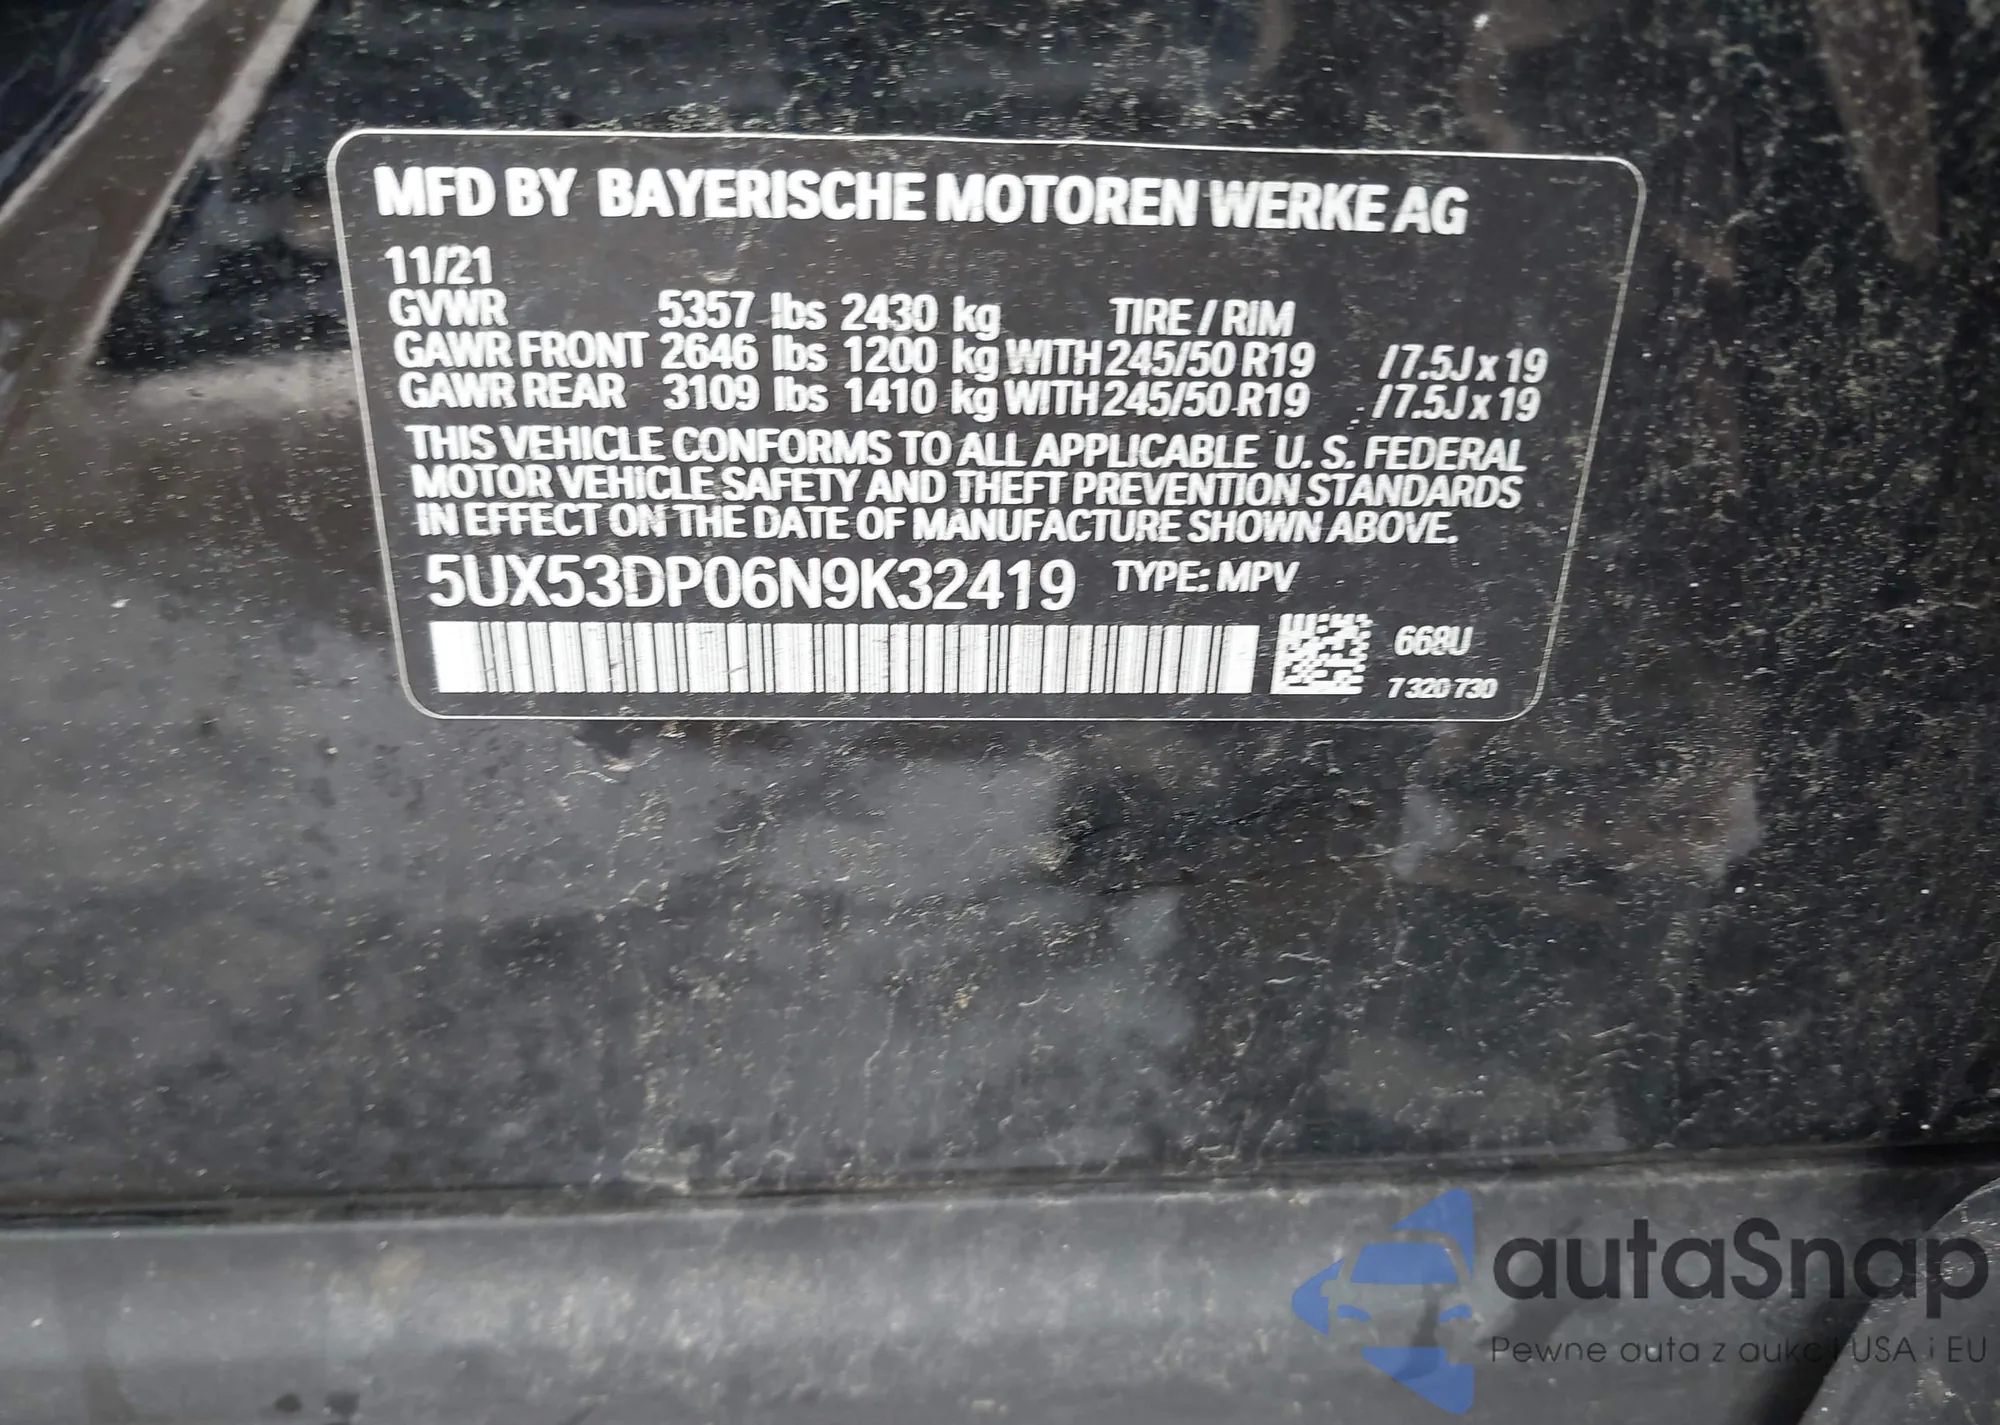 MFD BY BAYERISCHE MOTOREN WERKE AG
11/21
GVWR 5357 lbs 2430 kg TIRE / RIM
GAWR FRONT 2646 lbs 1200 kg WITH 245/50 R19 / 7.5J x 19
GAWR REAR 3109 lbs 1410 kg WITH 245/50 R19 / 7.5J x 19
THIS VEHICLE CONFORMS TO ALL APPLICABLE U. S. FEDERAL
MOTOR VEHICLE SAFETY AND THEFT PREVENTION STANDARDS
IN EFFECT ON THE DATE OF MANUFACTURE SHOWN ABOVE.
5UX53DP06N9K32419 TYPE: MPV
668U
7 320 730
autaSnap
Pewne auta z aukcji USA i EU